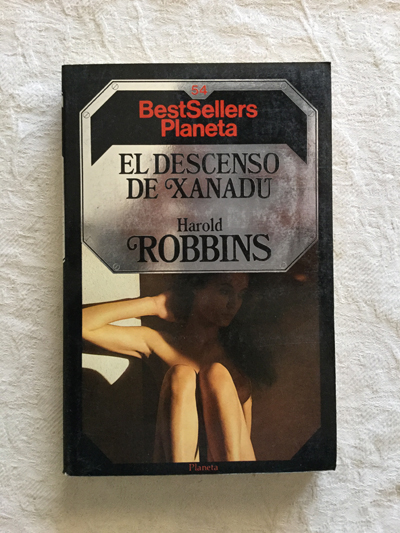 54
BestSellers
Planeta
EL DESCENSO
DE XANADU
Harold
ROBBINS
Planeta